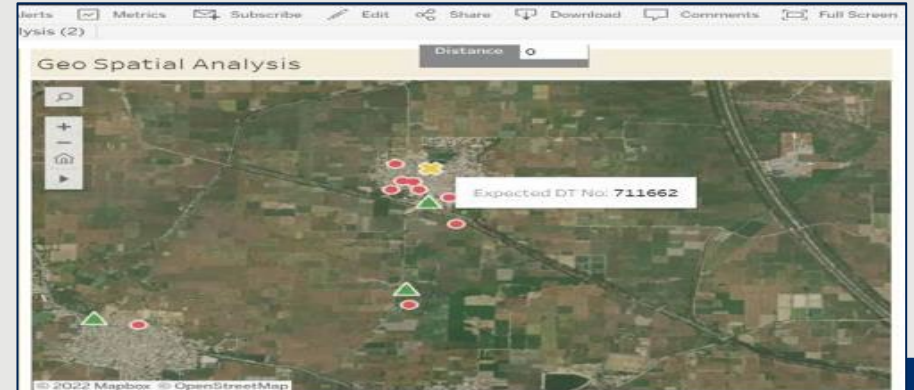 lerts Metrics Subscribe Edit Share Download Comments Full Screen
lysis (2)
Distance 0
Geo Spatial Analysis
Expected DT No: 711662
© 2022 Mapbox © OpenStreetMap